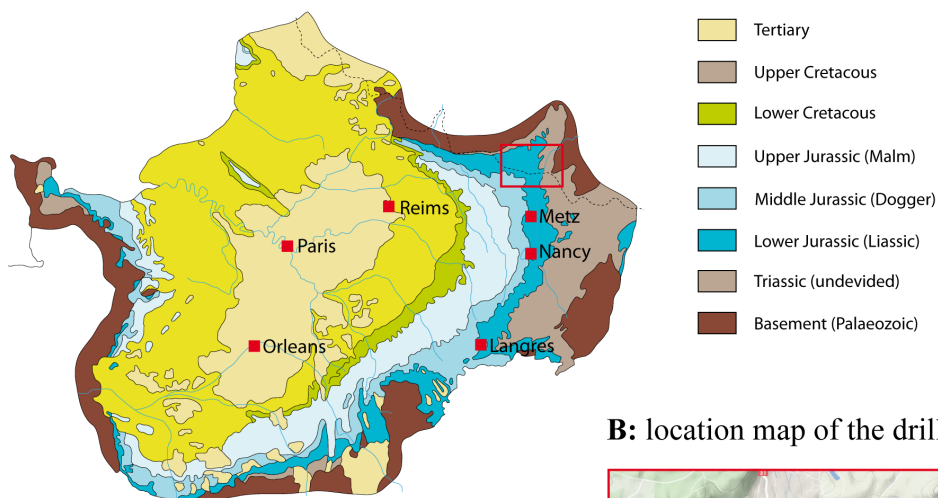 Tertiary
Upper Cretacous
Lower Cretacous
Upper Jurassic (Malm)
Middle Jurassic (Dogger)
Lower Jurassic (Liassic)
Triassic (undevided)
Basement (Palaeozoic)
Reims
Paris
Metz
Nancy
Orleans
Langres
B: location map of the drill